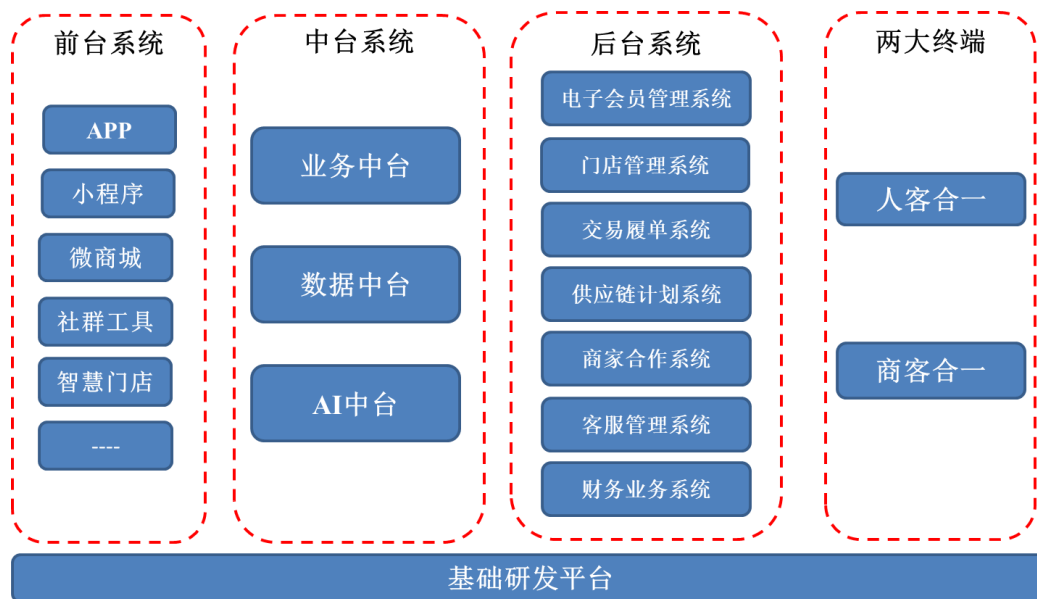 前台系统
APP
小程序
微商城
社群工具
智慧门店
----
中台系统
业务中台
数据中台
AI中台
后台系统
电子会员管理系统
门店管理系统
交易履单系统
供应链计划系统
商家合作系统
客服管理系统
财务业务系统
两大终端
人客合一
商客合一
基础研发平台